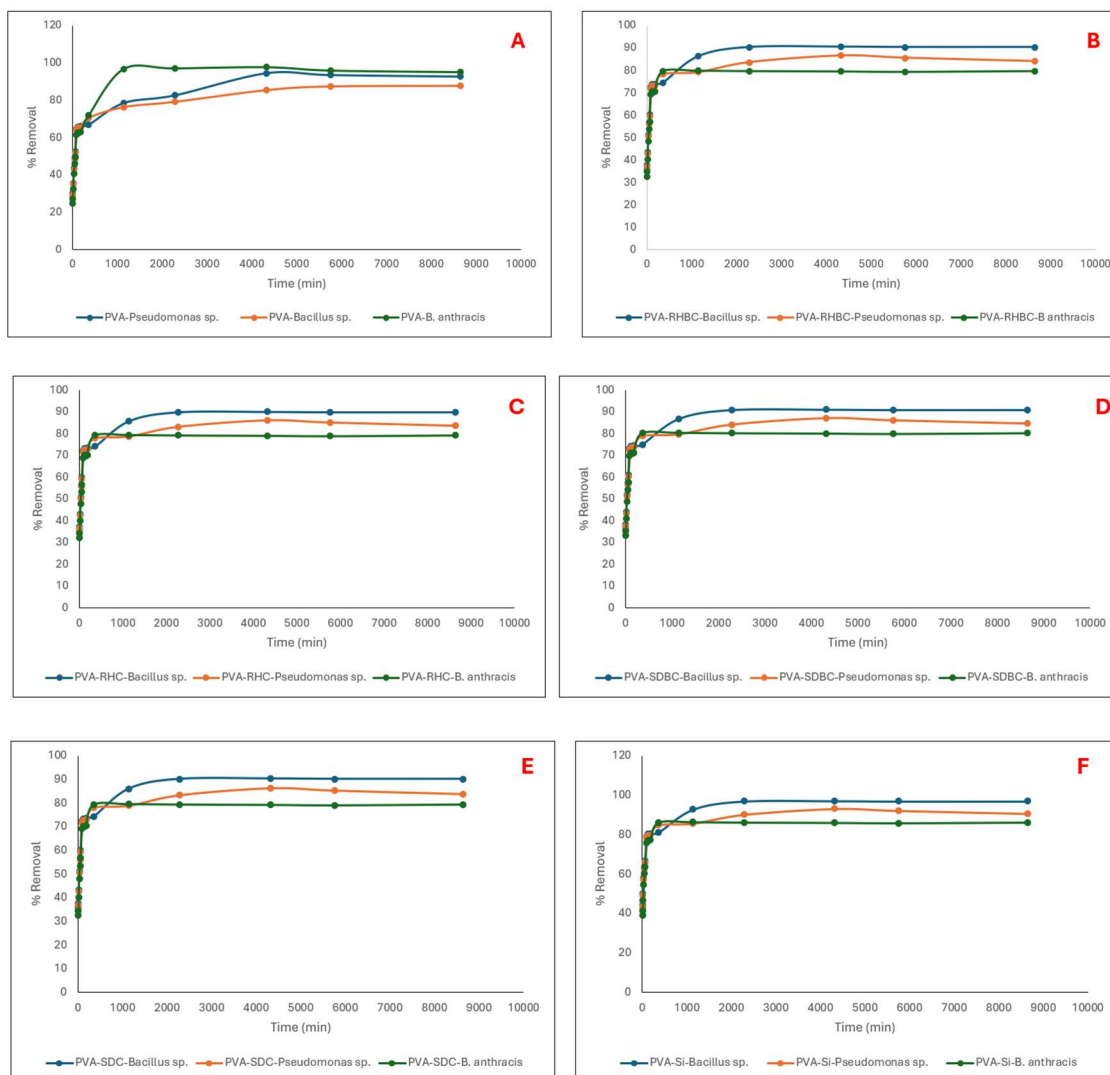 A
120
100
80
60
40
20
0
% Removal
0 1000 2000 3000 4000 5000 6000 7000 8000 9000 10000
Time (min)
PVA-Pseudomonas sp. PVA-Bacillus sp. PVA-B. anthracis
B
100
90
80
70
60
50
40
30
20
10
0
% Removal
0 1000 2000 3000 4000 5000 6000 7000 8000 9000 10000
Time (min)
PVA-RHBC-Bacillus sp. PVA-RHBC-Pseudomonas sp. PVA-RHBC-B anthracis
C
100
90
80
70
60
50
40
30
20
10
0
% Removal
0 1000 2000 3000 4000 5000 6000 7000 8000 9000 10000
Time (min)
PVA-RHC-Bacillus sp. PVA-RHC-Pseudomonas sp. PVA-RHC-B. anthracis
D
100
90
80
70
60
50
40
30
20
10
0
% Removal
0 1000 2000 3000 4000 5000 6000 7000 8000 9000 10000
Time (min)
PVA-SDBC-Bacillus sp. PVA-SDBC-Pseudomonas sp. PVA-SDBC-B. anthracis
E
100
90
80
70
60
50
40
30
20
10
0
% Removal
0 1000 2000 3000 4000 5000 6000 7000 8000 9000 10000
Time (min)
PVA-SDC-Bacillus sp. PVA-SDC-Pseudomonas sp. PVA-SDC-B. anthracis
F
120
100
80
60
40
20
0
% Removal
0 1000 2000 3000 4000 5000 6000 7000 8000 9000 10000
Time (min)
PVA-Si-Bacillus sp. PVA-Si-Pseudomonas sp. PVA-Si-B. anthracis